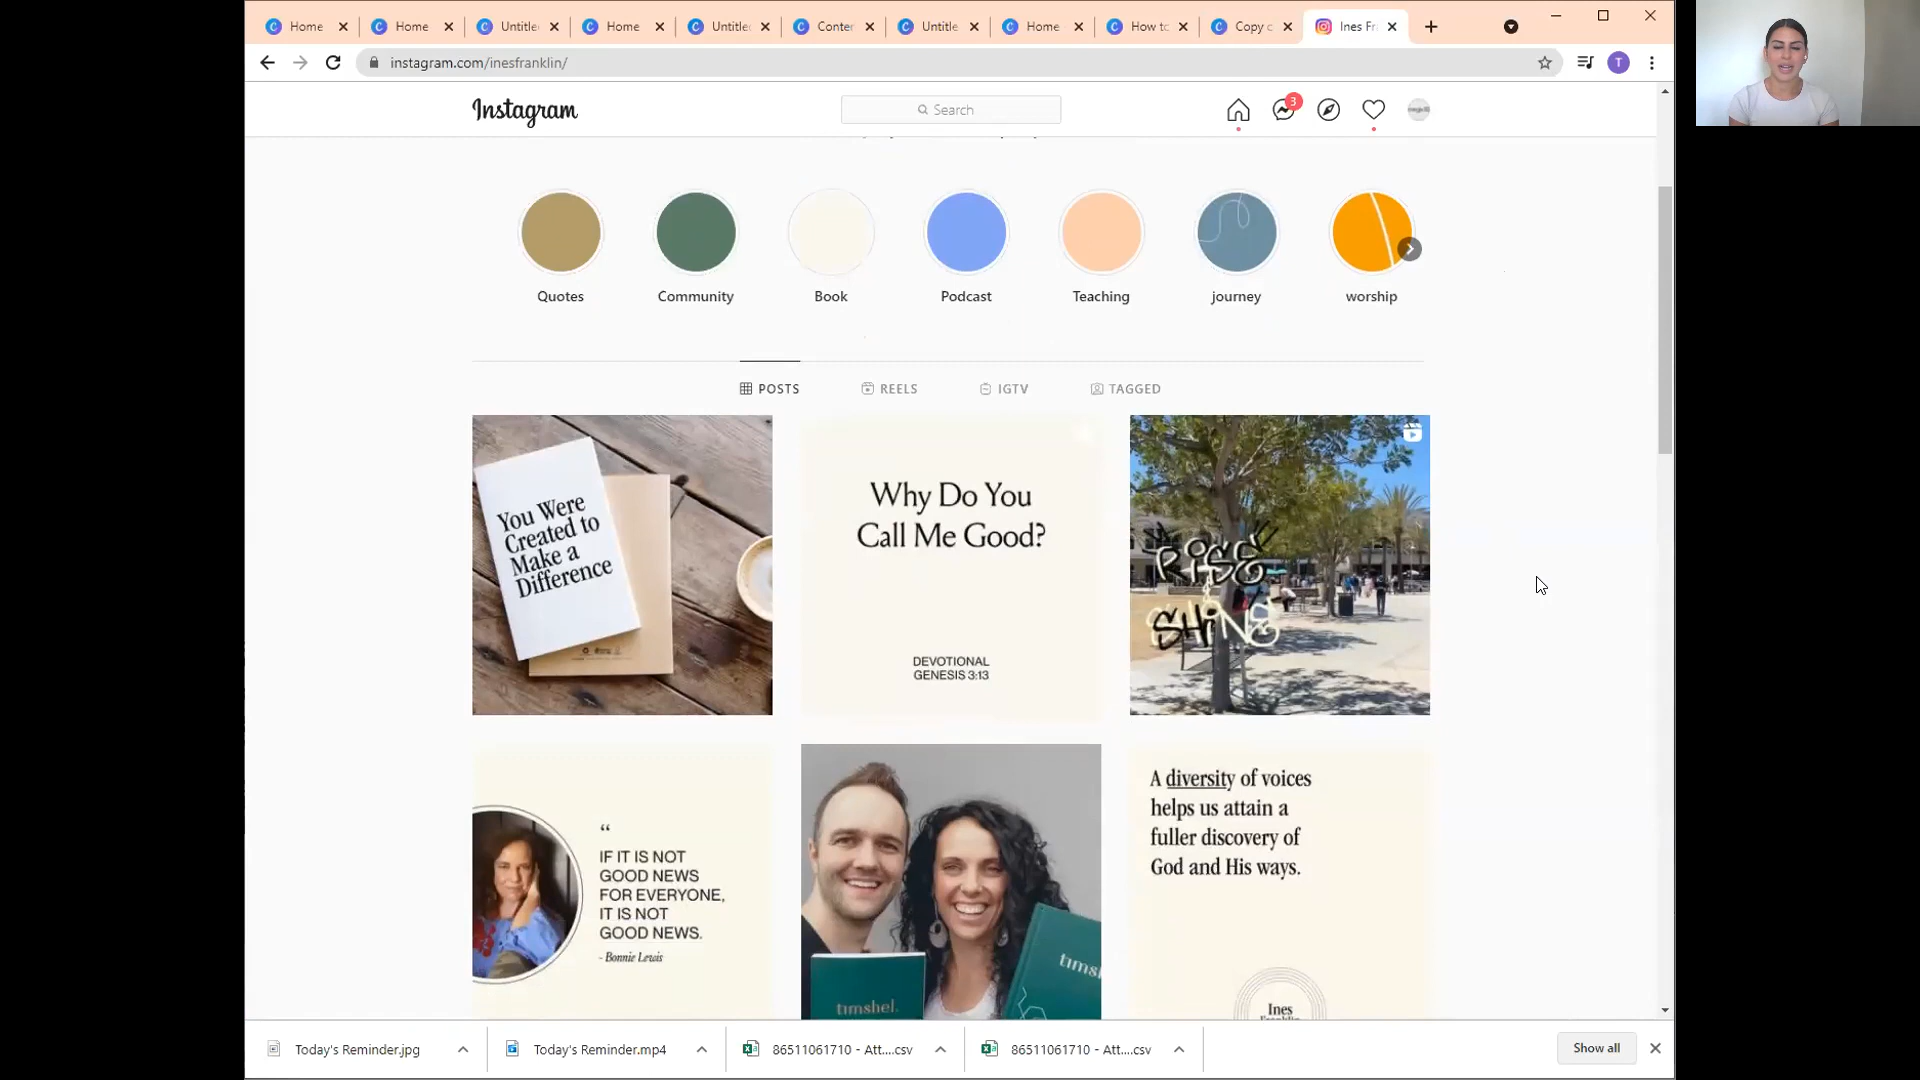 Home
Home
Untitle
Home
Untitle
Conter
Untitle
Home
How to
Copy c
Ines Fr
instagram.com/inesfranklin/
T
Instagram
Search
3
Quotes
Community
Book
Podcast
Teaching
journey
worship
POSTS
REELS
IGTV
TAGGED
You Were
Created to
Make a
Difference
Why Do You
Call Me Good?
DEVOTIONAL
GENESIS 3:13
RISE
&
SHINE
“
IF IT IS NOT
GOOD NEWS
FOR EVERYONE,
IT IS NOT
GOOD NEWS.
- Bonnie Lewis
timshel.
timsh
A diversity of voices
helps us attain a
fuller discovery of
God and His ways.
Ines
Today's Reminder.jpg
Today's Reminder.mp4
86511061710 - Att....csv
86511061710 - Att....csv
Show all